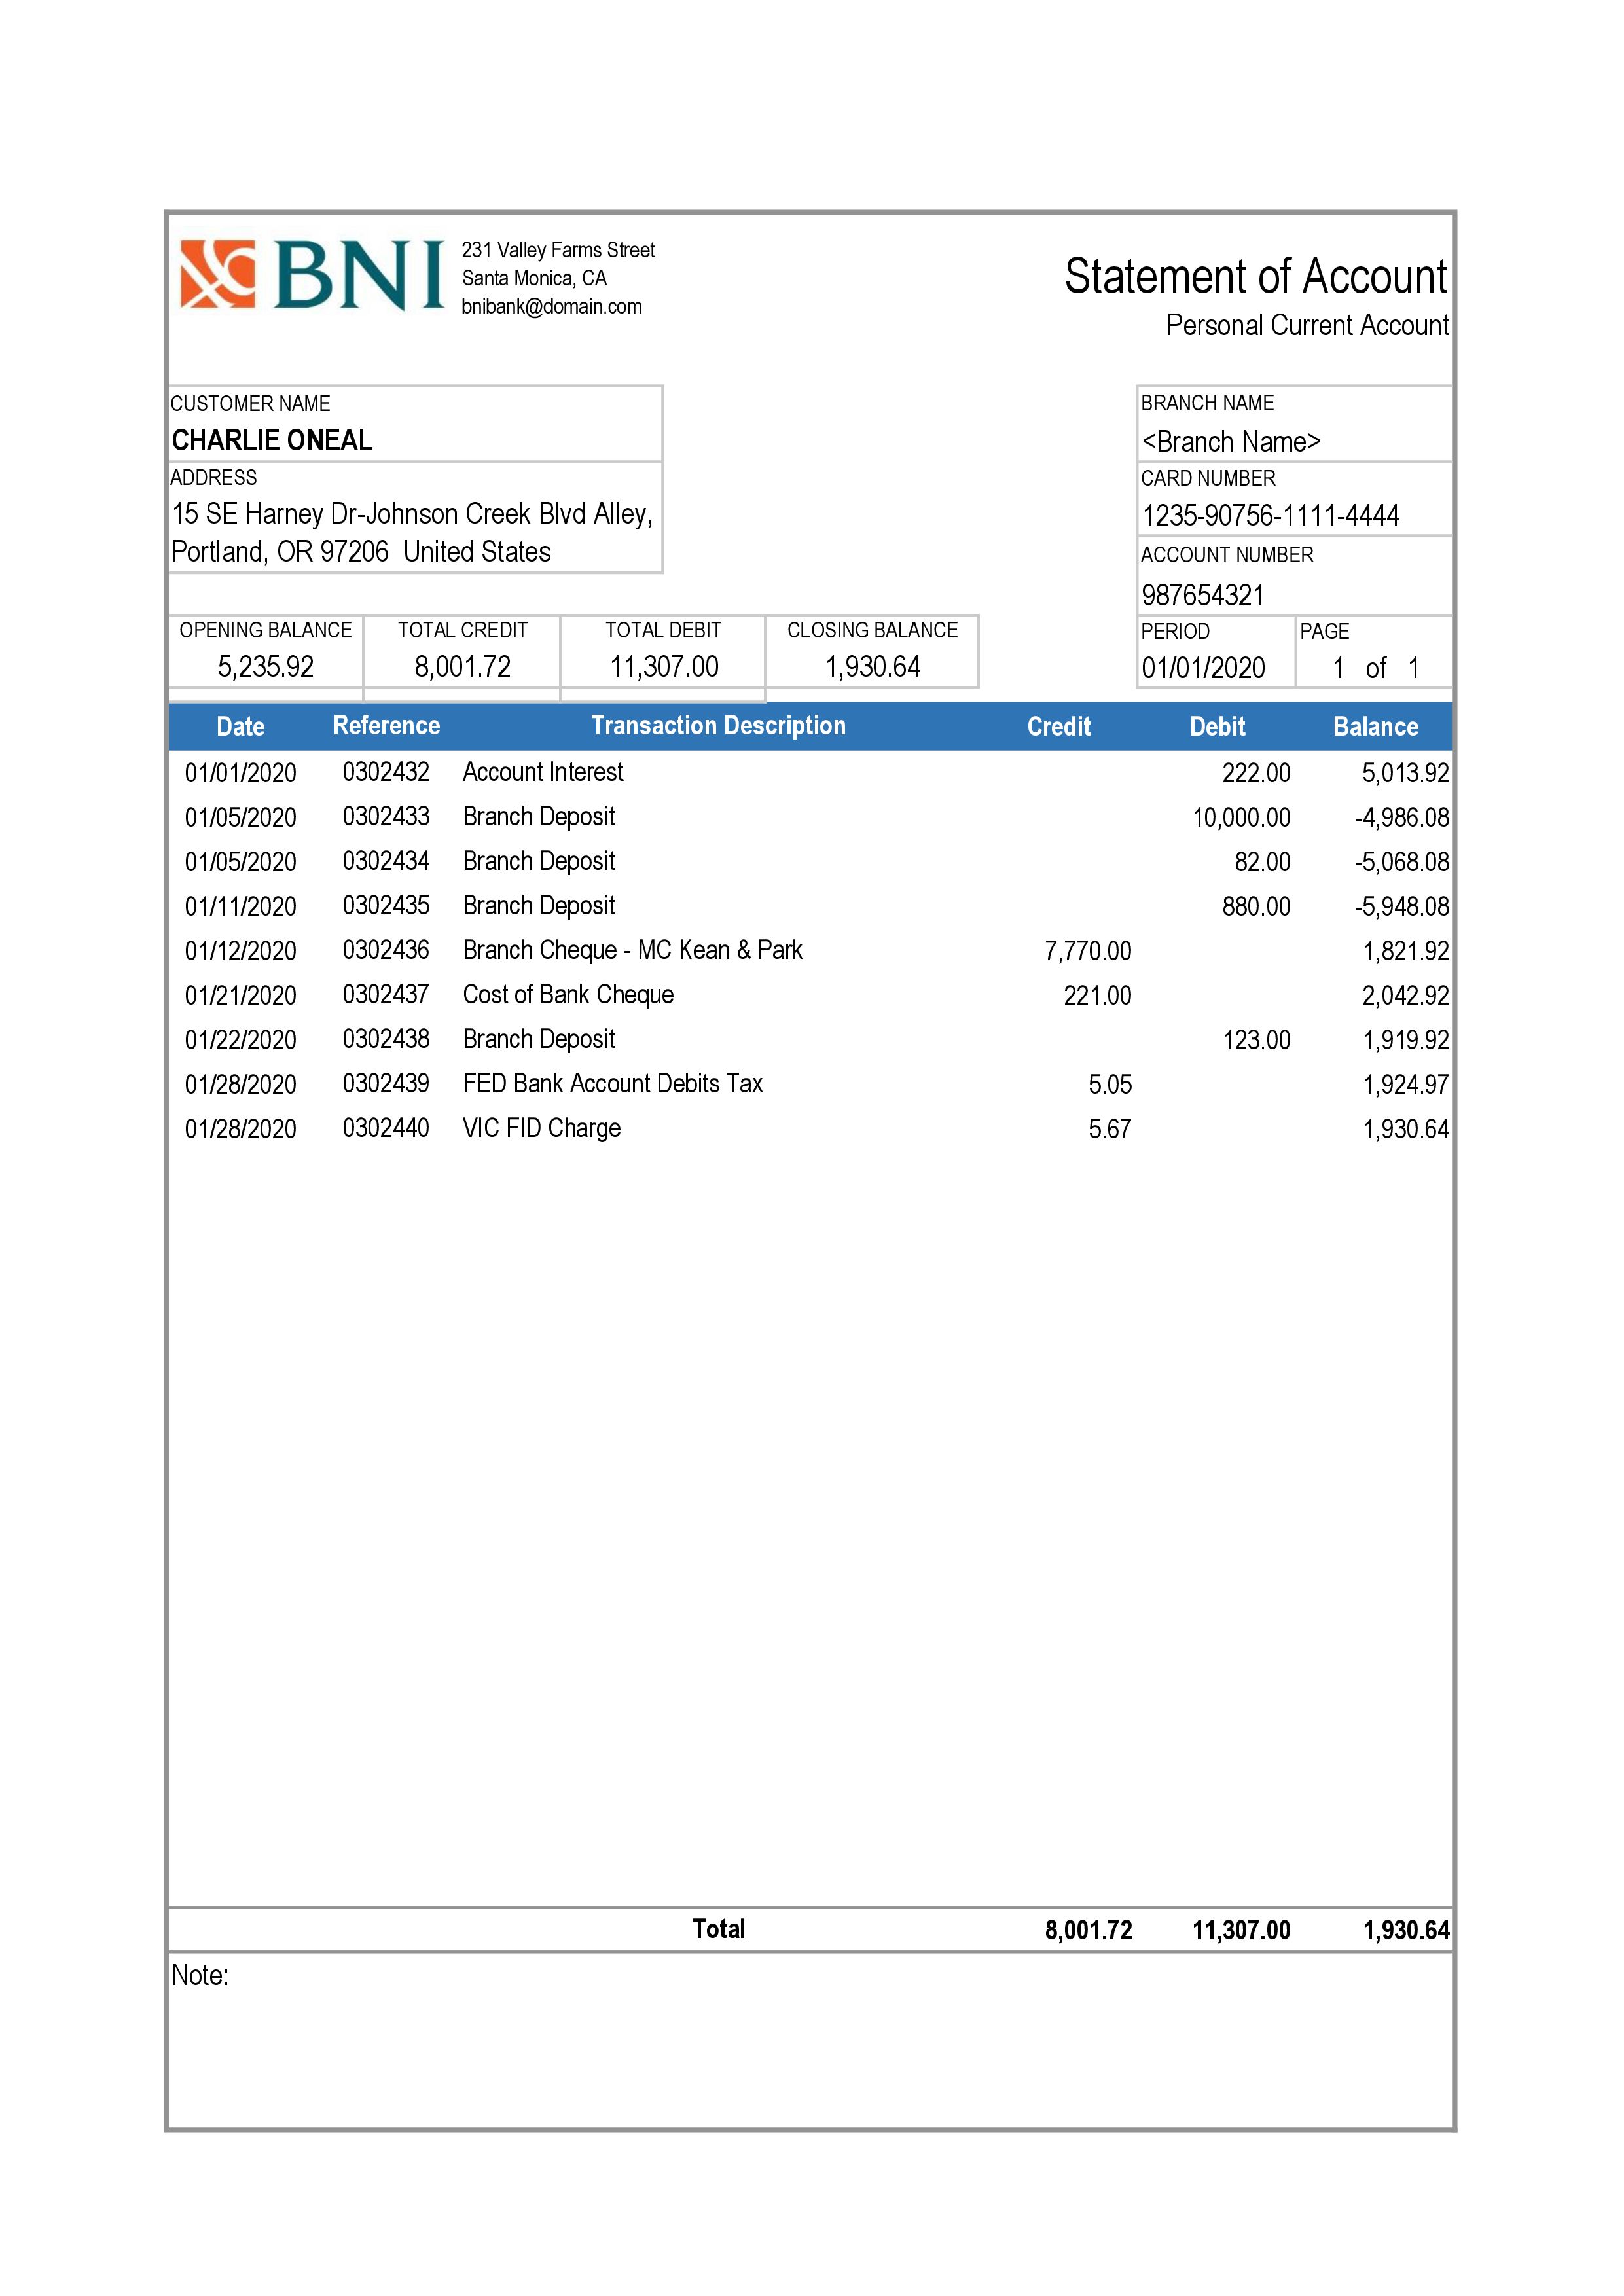 BNI
231 Valley Farms Street
Santa Monica, CA
bnibank@domain.com
Statement of Account
Personal Current Account
CUSTOMER NAME
CHARLIE ONEAL
ADDRESS
15 SE Harney Dr-Johnson Creek Blvd Alley,
Portland, OR 97206  United States
BRANCH NAME
<Branch Name>
CARD NUMBER
1235-90756-1111-4444
ACCOUNT NUMBER
987654321
OPENING BALANCE TOTAL CREDIT TOTAL DEBIT CLOSING BALANCE PERIOD PAGE
5,235.92 8,001.72 11,307.00 1,930.64 01/01/2020 1 of 1
Date Reference Transaction Description Credit Debit Balance
01/01/2020 0302432 Account Interest 222.00 5,013.92
01/05/2020 0302433 Branch Deposit 10,000.00 -4,986.08
01/05/2020 0302434 Branch Deposit 82.00 -5,068.08
01/11/2020 0302435 Branch Deposit 880.00 -5,948.08
01/12/2020 0302436 Branch Cheque - MC Kean & Park 7,770.00 1,821.92
01/21/2020 0302437 Cost of Bank Cheque 221.00 2,042.92
01/22/2020 0302438 Branch Deposit 123.00 1,919.92
01/28/2020 0302439 FED Bank Account Debits Tax 5.05 1,924.97
01/28/2020 0302440 VIC FID Charge 5.67 1,930.64
Total 8,001.72 11,307.00 1,930.64
Note: